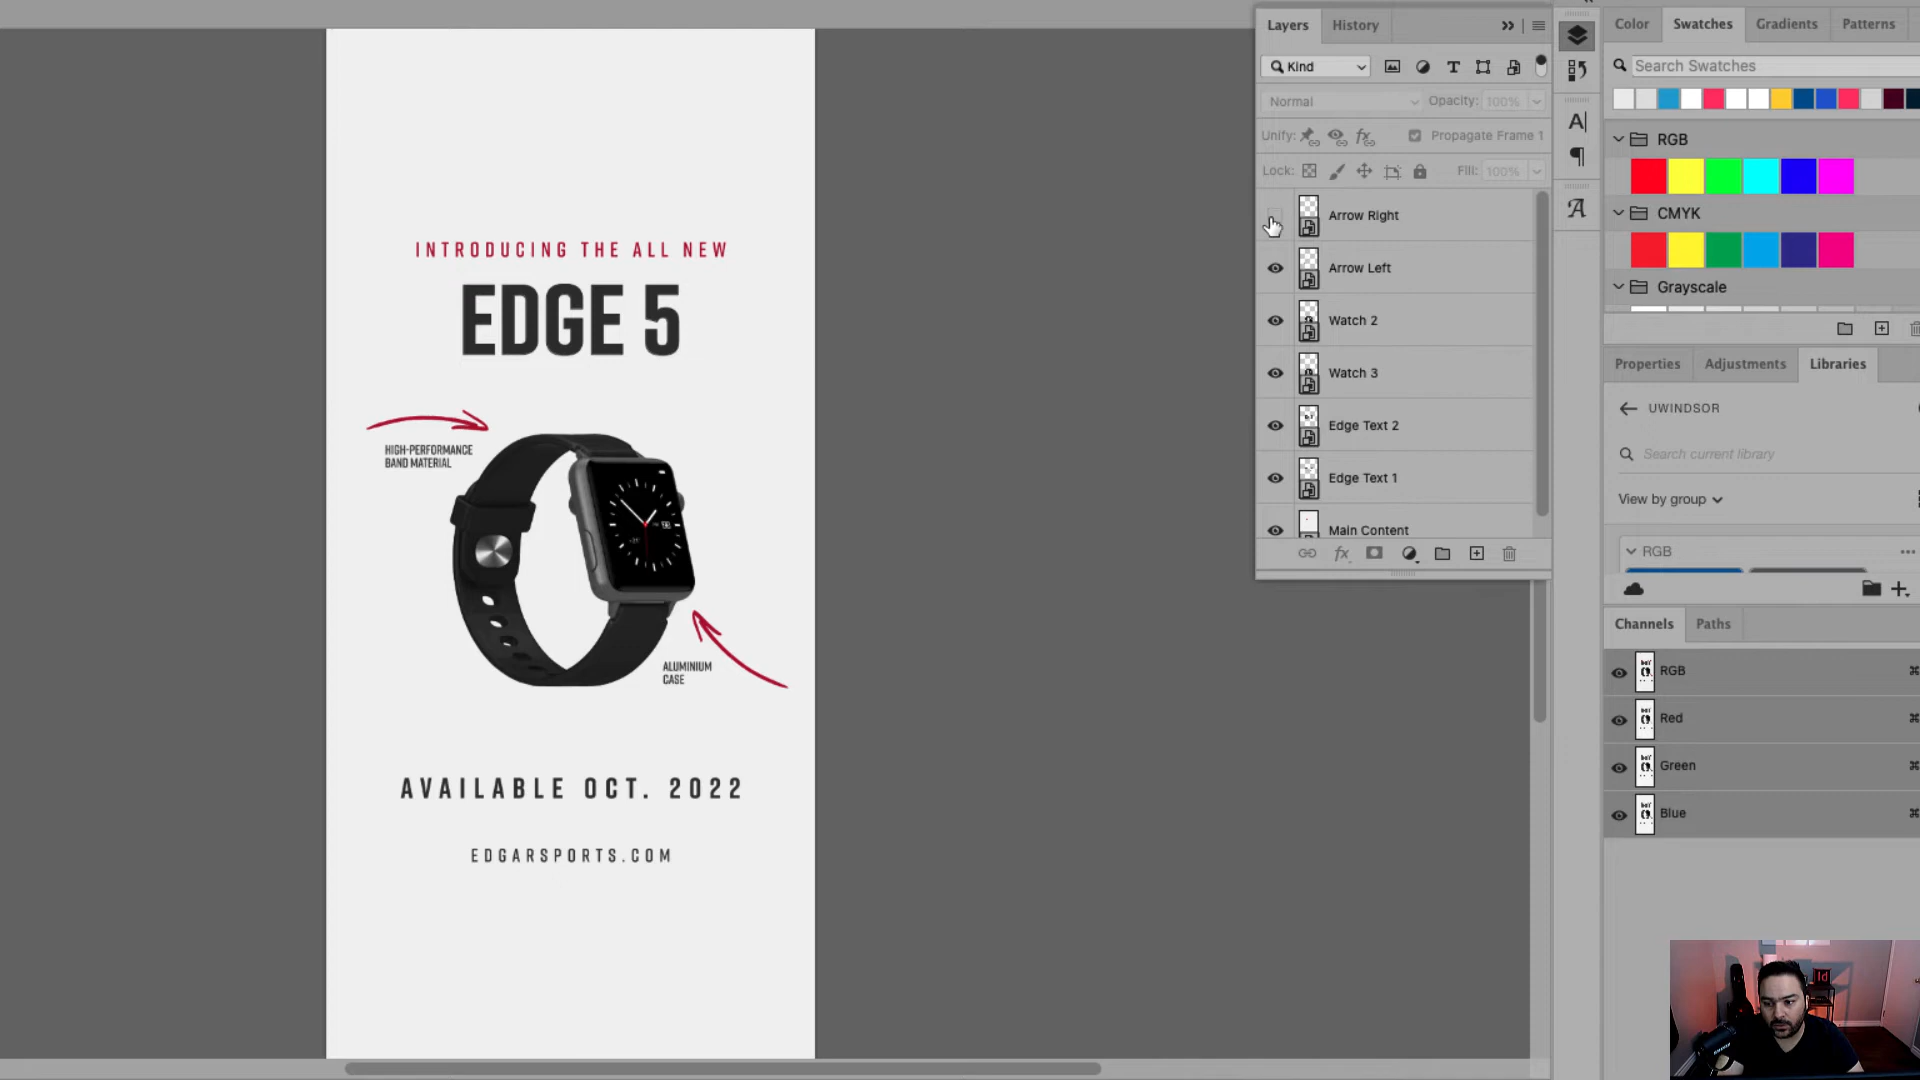 Layers
History
Color
Swatches
Gradients
Patterns
Kind
Search Swatches
Normal
Opacity: 100%
Unify:
Propagate Frame 1
RGB
Lock:
Fill: 100%
Arrow Right
CMYK
Arrow Left
Grayscale
Watch 2
Watch 3
Edge Text 2
Edge Text 1
Main Content
Properties
Adjustments
Libraries
UWINDSOR
Search current library
View by group
RGB
Channels
Paths
RGB
Red
Green
Blue
INTRODUCING THE ALL NEW
EDGE 5
HIGH-PERFORMANCE
BAND MATERIAL
ALUMINIUM
CASE
AVAILABLE OCT. 2022
EDGARSPORTS.COM
Id